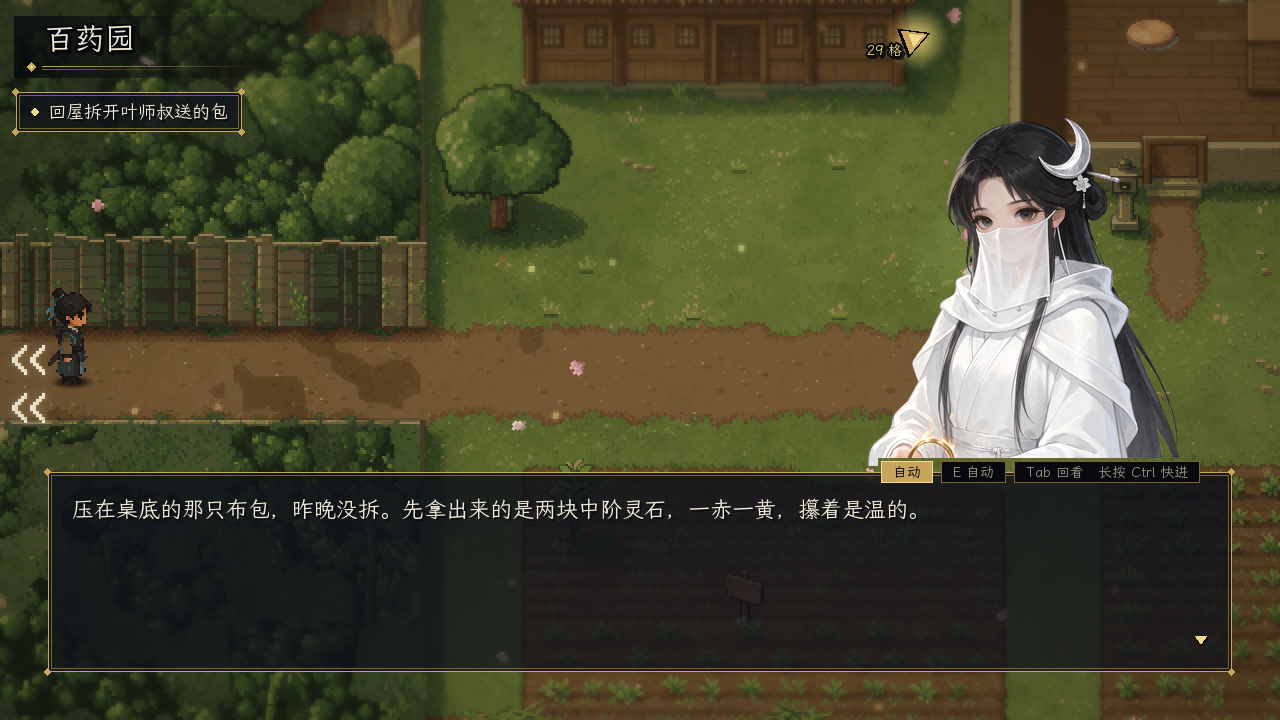 百药园
29 格
回屋拆开叶师叔送的包
自动
E 自动
Tab 回看 长按 Ctrl 快进
压在桌底的那只布包，昨晚没拆。先拿出来的是两块中阶灵石，一赤一黄，攥着是温的。